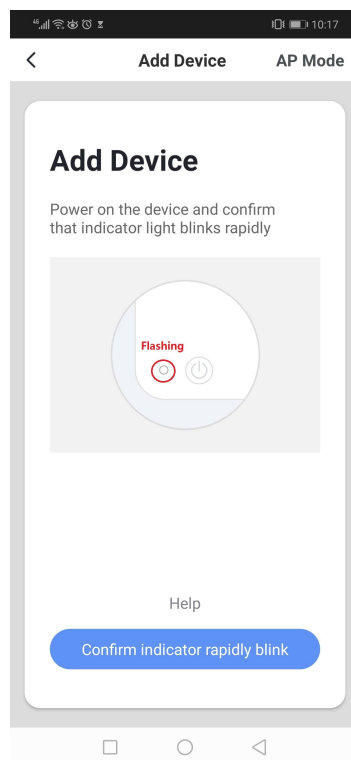 4G 10:17
Add Device AP Mode
Add Device
Power on the device and confirm
that indicator light blinks rapidly
Flashing
Help
Confirm indicator rapidly blink